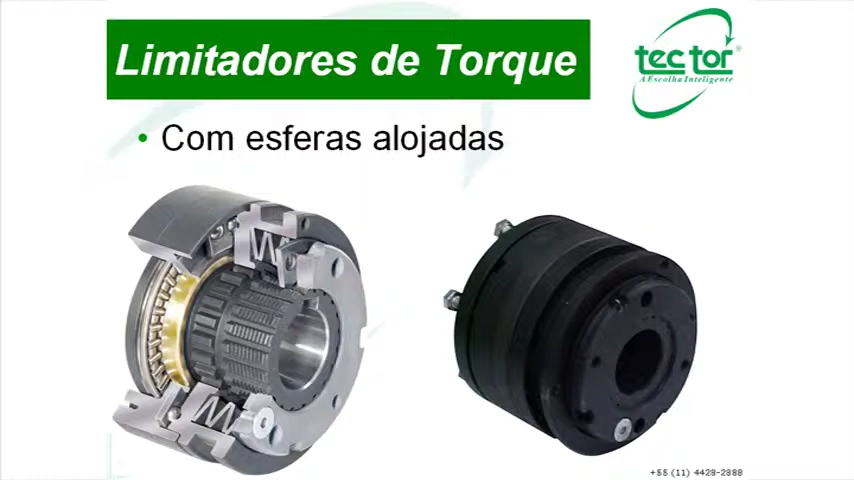 Limitadores de Torque
tec tor®
A Escolha Inteligente
• Com esferas alojadas
+55 (11) 4428-2888